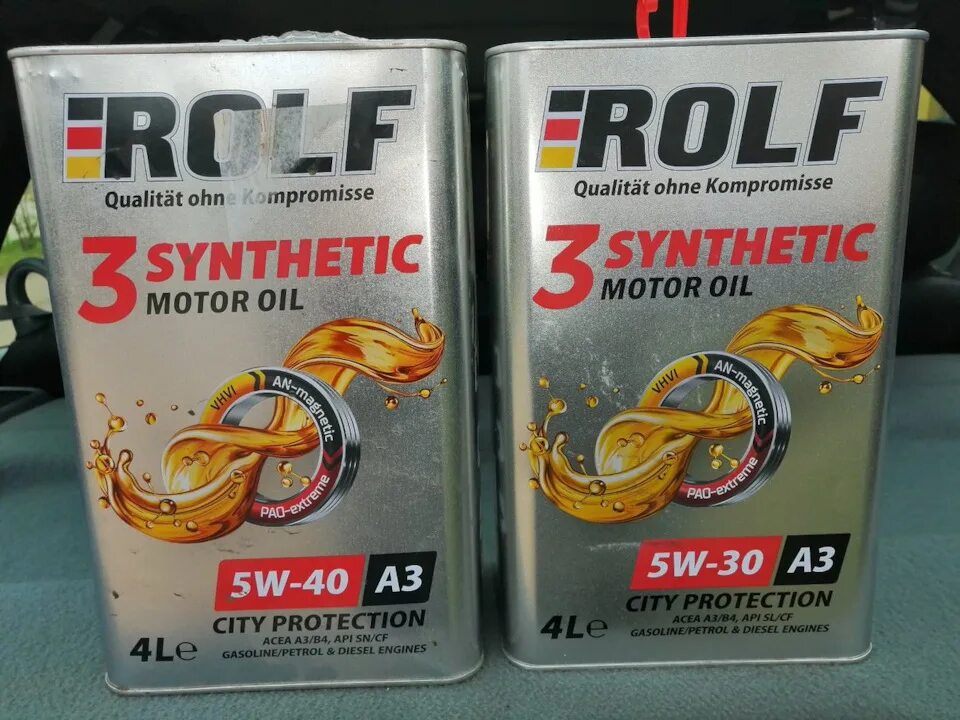 ROLF
Qualität ohne Kompromisse
3 SYNTHETIC
MOTOR OIL
VHVI
AN-magnetic
PAO-extreme
5W-40 A3
CITY PROTECTION
ACEA A3/B4, API SN/CF
GASOLINE/PETROL & DIESEL ENGINES
4L℮
ROLF
Qualität ohne Kompromisse
3 SYNTHETIC
MOTOR OIL
VHVI
AN-magnetic
PAO-extreme
5W-30 A3
CITY PROTECTION
ACEA A3/B4, API SL/CF
GASOLINE/PETROL & DIESEL ENGINES
4L℮